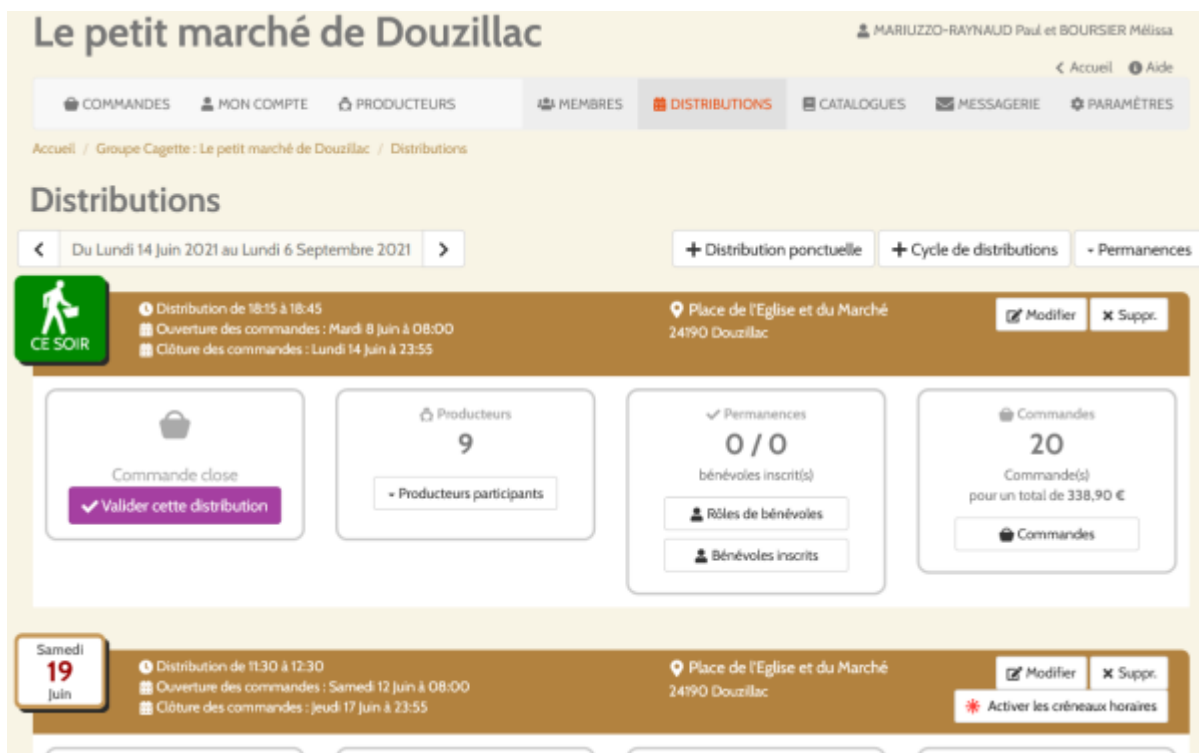 Le petit marché de Douzillac
MARIUZZO-RAYNAUD Paul et BOURSIER Mélissa
Accueil Aide
COMMANDES MON COMPTE PRODUCTEURS MEMBRES DISTRIBUTIONS CATALOGUES MESSAGERIE PARAMÈTRES
Accueil / Groupe Cagette : Le petit marché de Douzillac / Distributions
Distributions
Du Lundi 14 Juin 2021 au Lundi 6 Septembre 2021
+ Distribution ponctuelle + Cycle de distributions Permanences
CE SOIR
Distribution de 18:15 à 18:45
Ouverture des commandes : Mardi 8 Juin à 08:00
Clôture des commandes : Lundi 14 Juin à 23:55
Place de l'Eglise et du Marché
24190 Douzillac
Modifier Suppr.
Commande close
Valider cette distribution
Producteurs
9
Producteurs participants
Permanences
0 / 0
bénévoles inscrit(s)
Rôles de bénévoles
Bénévoles inscrits
Commandes
20
Commande(s)
pour un total de 338,90 €
Commandes
Samedi
19
Juin
Distribution de 11:30 à 12:30
Ouverture des commandes : Samedi 12 Juin à 08:00
Clôture des commandes : Jeudi 17 Juin à 23:55
Place de l'Eglise et du Marché
24190 Douzillac
Modifier Suppr.
Activer les créneaux horaires